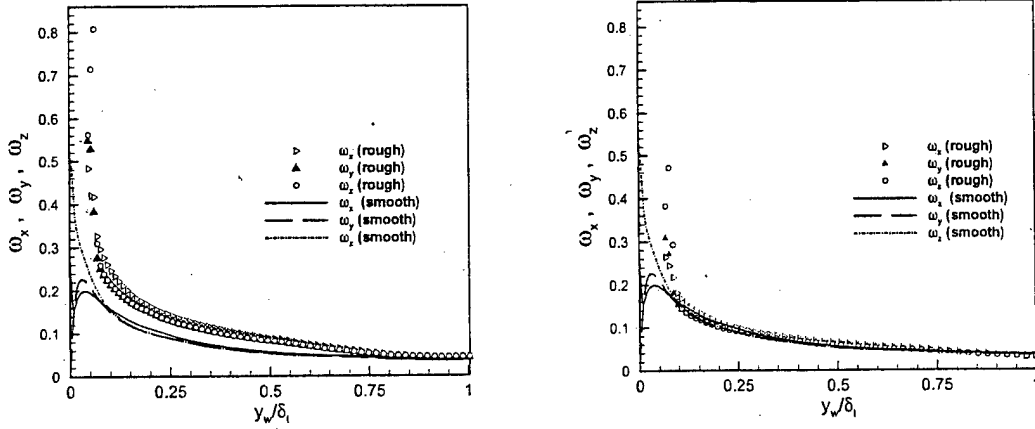 0.8
0.7
0.6
0.5
0.4
0.3
0.2
0.1
0
ωx , ωy , ωz
ωx (rough)
ωy (rough)
ωz (rough)
ωx (smooth)
ωy (smooth)
ωz (smooth)
0 0.25 0.5 0.75 1
yw/δt
0.8
0.7
0.6
0.5
0.4
0.3
0.2
0.1
0
ωx , ωy , ωz
ωx (rough)
ωy (rough)
ωz (rough)
ωx (smooth)
ωy (smooth)
ωz (smooth)
0 0.25 0.5 0.75
yw/δt